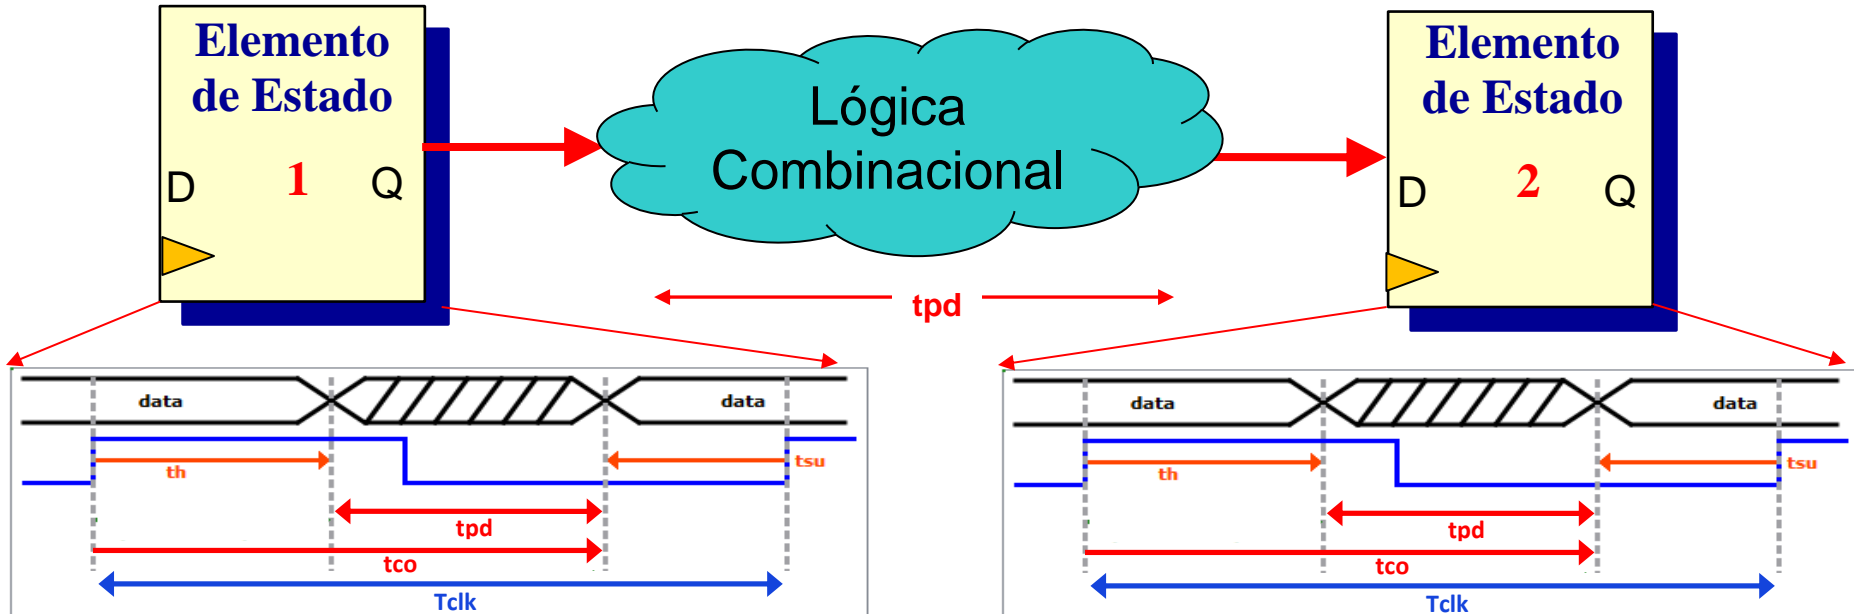 Elemento
de Estado
D 1 Q
Lógica
Combinacional
Elemento
de Estado
D 2 Q
tpd
data data
th tsu
tpd
tco
Tclk
data data
th tsu
tpd
tco
Tclk